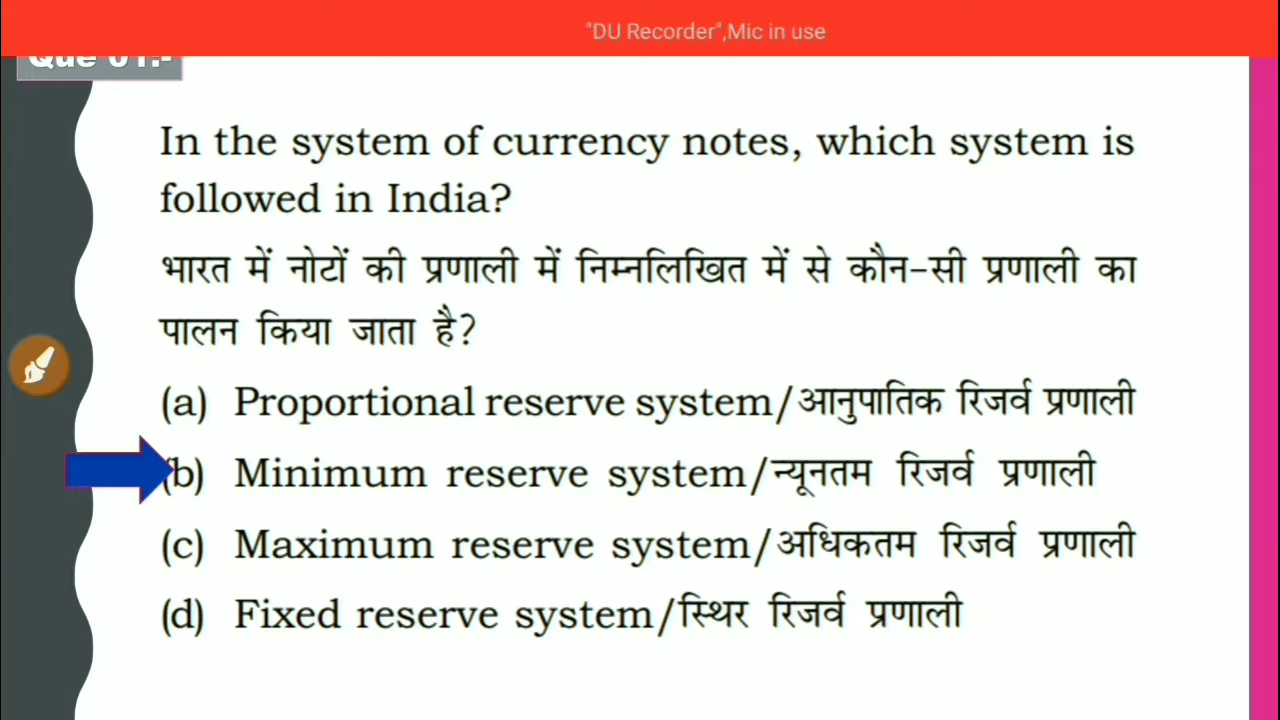 "DU Recorder",Mic in use
Que 01:-
In the system of currency notes, which system is
followed in India?
भारत में नोटों की प्रणाली में निम्नलिखित में से कौन-सी प्रणाली का
पालन किया जाता है?
(a) Proportional reserve system/आनुपातिक रिजर्व प्रणाली
(b) Minimum reserve system/न्यूनतम रिजर्व प्रणाली
(c) Maximum reserve system/अधिकतम रिजर्व प्रणाली
(d) Fixed reserve system/स्थिर रिजर्व प्रणाली